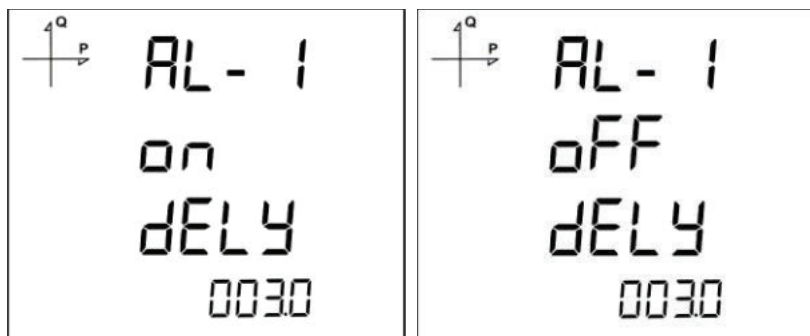 Q
P
AL- 1
on
dELY
003.0
Q
P
AL- 1
oFF
dELY
003.0